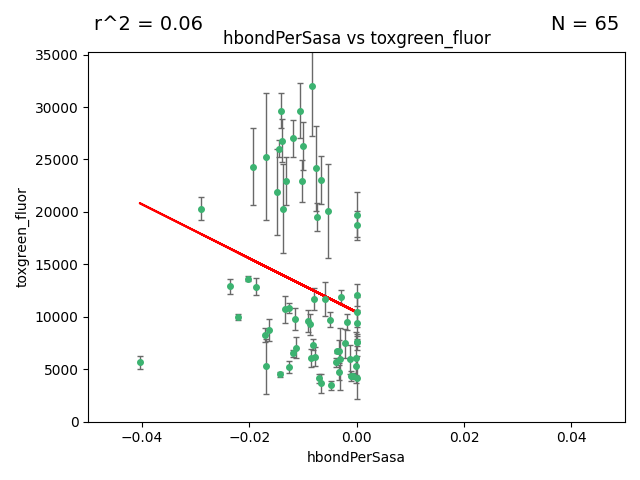 r^2 = 0.06
N = 65
hbondPerSasa vs toxgreen_fluor
35000
30000
25000
20000
15000
10000
5000
0
toxgreen_fluor
−0.04
−0.02
0.00
0.02
0.04
hbondPerSasa